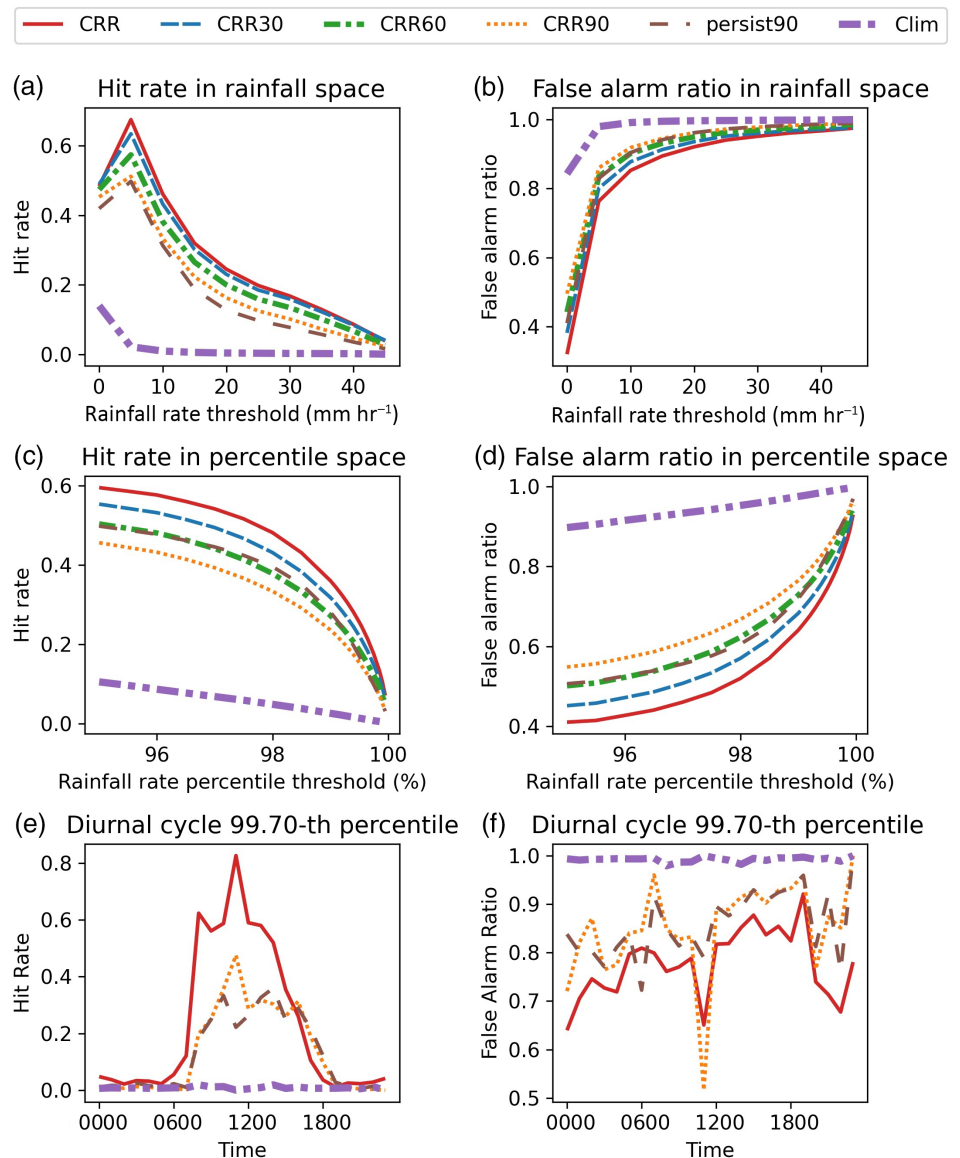 CRR CRR30 CRR60 CRR90 persist90 Clim
(a) Hit rate in rainfall space
Hit rate
0.6
0.4
0.2
0.0
0 10 20 30 40
Rainfall rate threshold (mm hr⁻¹)
(b) False alarm ratio in rainfall space
False alarm ratio
1.0
0.8
0.6
0.4
0 10 20 30 40
Rainfall rate threshold (mm hr⁻¹)
(c) Hit rate in percentile space
Hit rate
0.6
0.4
0.2
0.0
96 98 100
Rainfall rate percentile threshold (%)
(d) False alarm ratio in percentile space
False alarm ratio
1.0
0.8
0.6
0.4
96 98 100
Rainfall rate percentile threshold (%)
(e) Diurnal cycle 99.70-th percentile
Hit Rate
0.8
0.6
0.4
0.2
0.0
0000 0600 1200 1800
Time
(f) Diurnal cycle 99.70-th percentile
False Alarm Ratio
1.0
0.9
0.8
0.7
0.6
0.5
0000 0600 1200 1800
Time